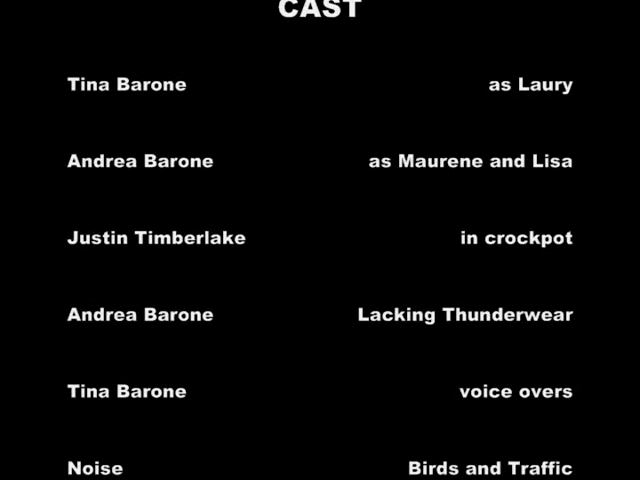 CAST
Tina Barone as Laury
Andrea Barone as Maurene and Lisa
Justin Timberlake in crockpot
Andrea Barone Lacking Thunderwear
Tina Barone voice overs
Noise Birds and Traffic